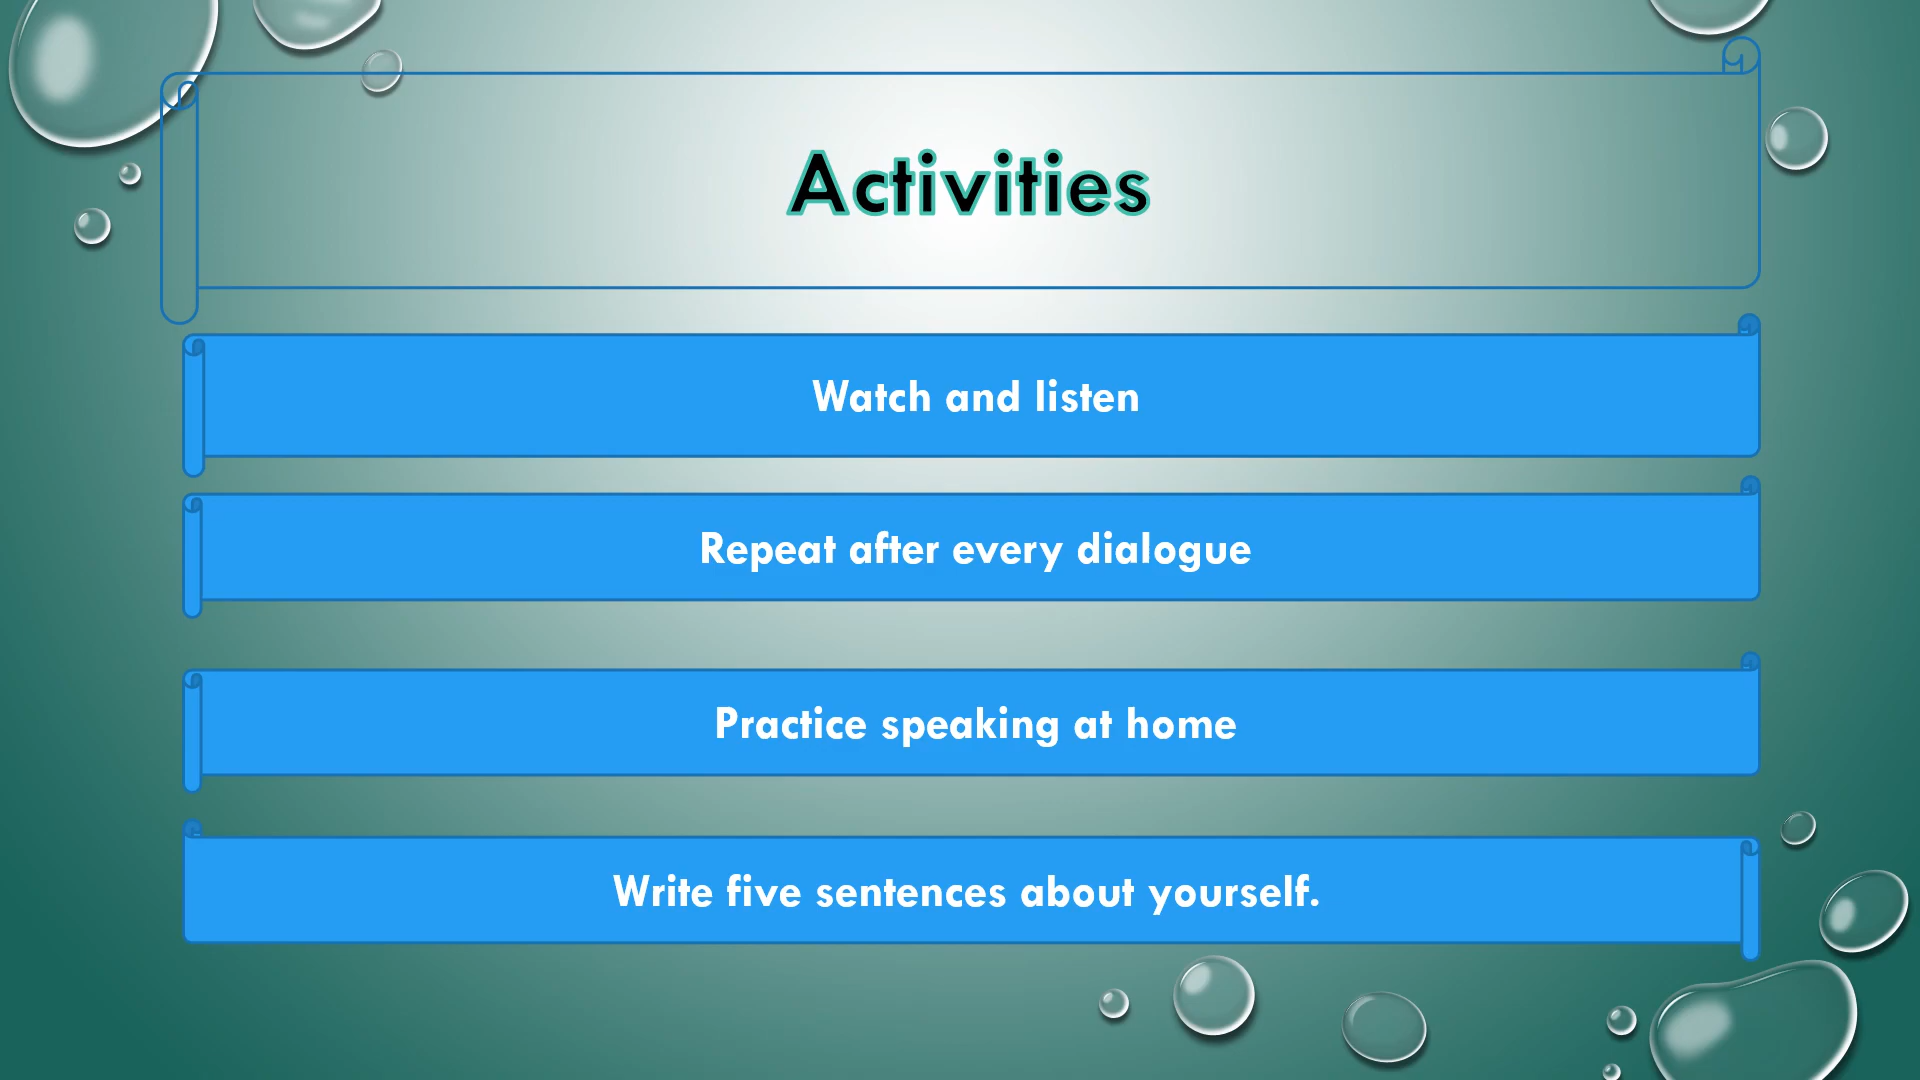 Activities
Watch and listen
Repeat after every dialogue
Practice speaking at home
Write five sentences about yourself.